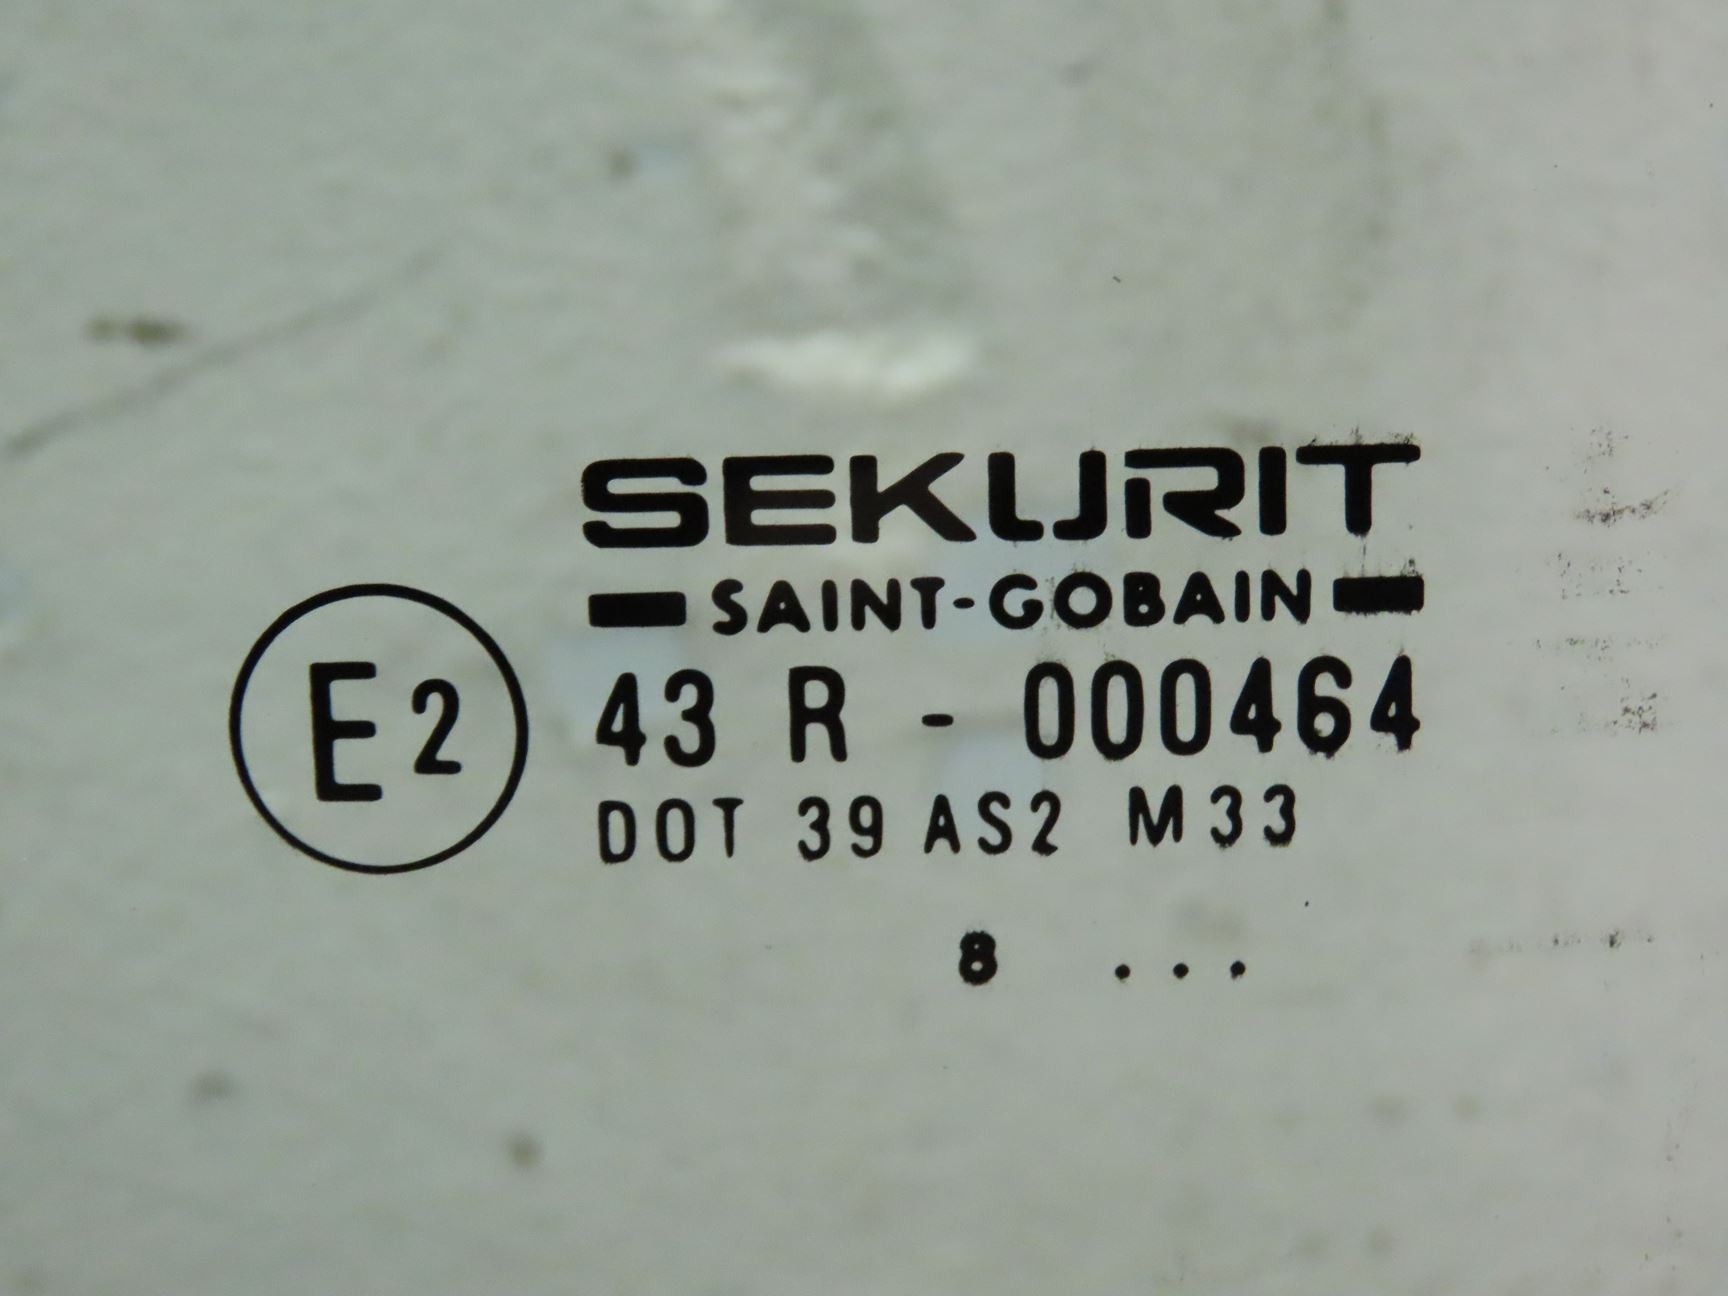 SEKURIT
SAINT-GOBAIN
E2
43 R - 000464
DOT 39 AS2 M33
8 ...